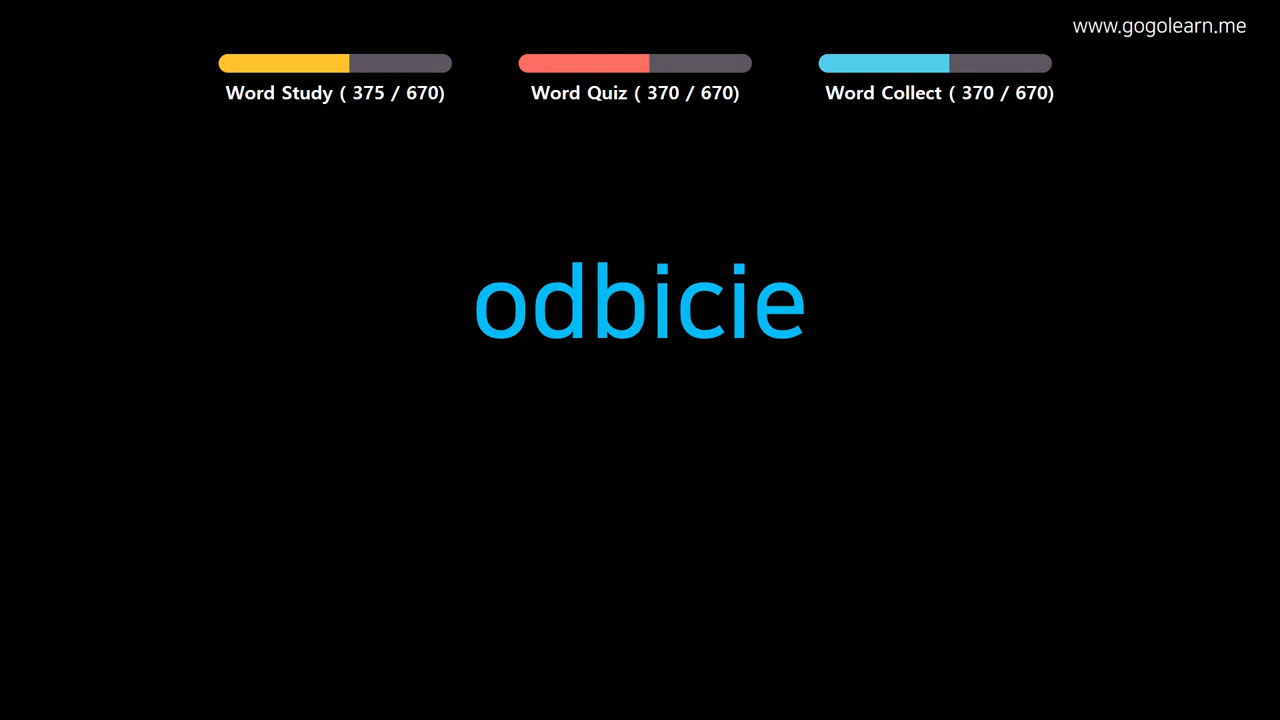 www.gogolearn.me
Word Study ( 375 / 670)
Word Quiz ( 370 / 670)
Word Collect ( 370 / 670)
odbicie